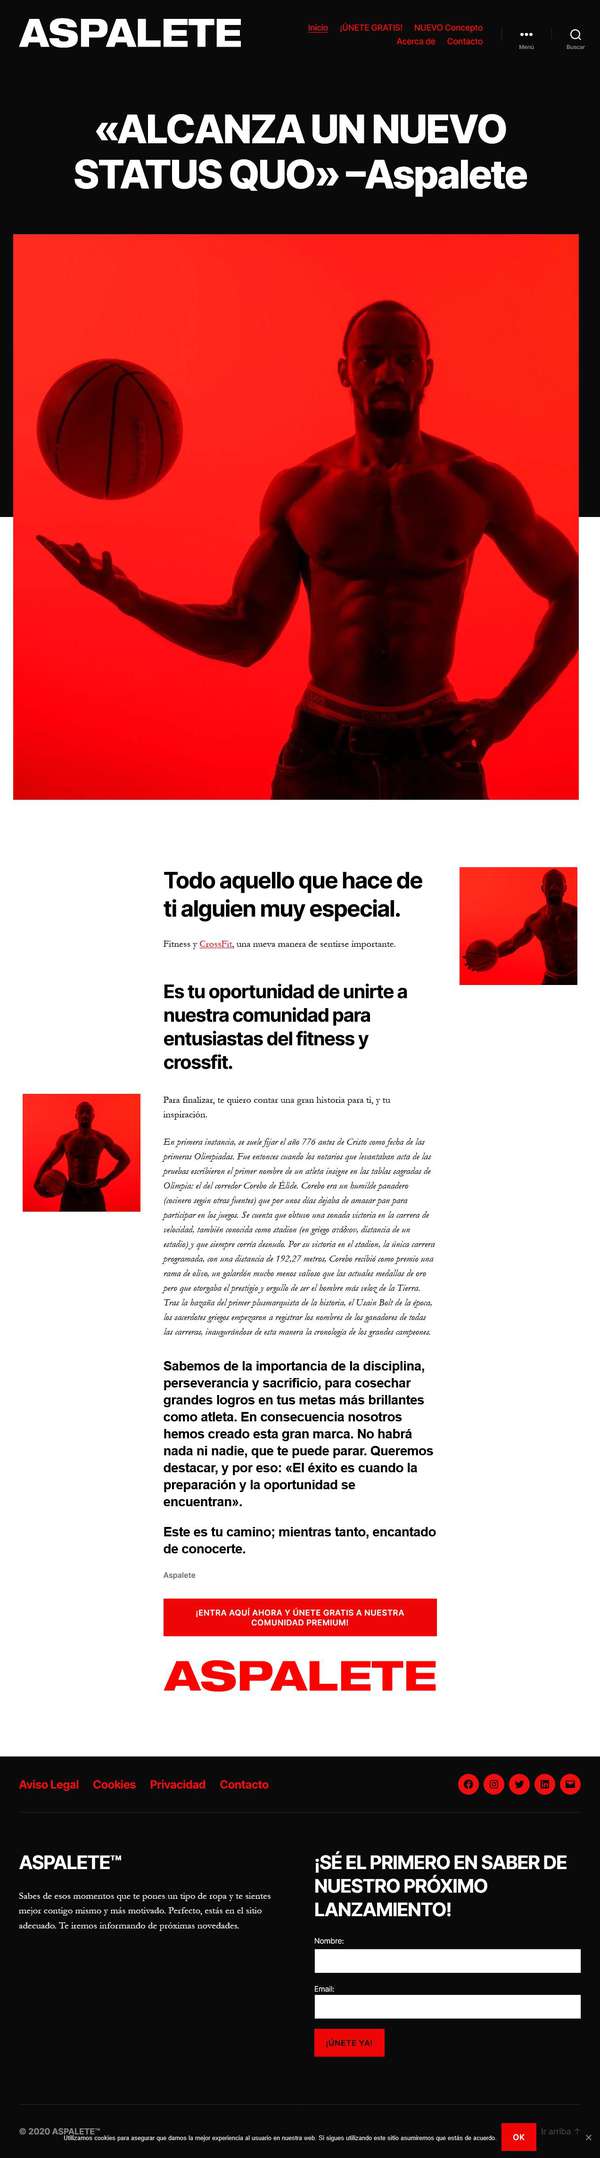 ASPALETE
Inicio ¡ÚNETE GRATIS! NUEVO Concepto
Acerca de Contacto
Menú
Buscar
«ALCANZA UN NUEVO
STATUS QUO» –Aspalete
Todo aquello que hace de
ti alguien muy especial.
Fitness y CrossFit, una nueva manera de sentirse importante.
Es tu oportunidad de unirte a
nuestra comunidad para
entusiastas del fitness y
crossfit.
Para finalizar, te quiero contar una gran historia para ti, y tu
inspiración.
En primera instancia, se suele fijar el año 776 antes de Cristo como fecha de las
primeras Olimpiadas. Fue entonces cuando los notarios que levantaban acta de las
pruebas escribieron el primer nombre de un atleta insigne en las tablas sagradas de
Olimpia: el del corredor Corebo de Élide. Corebo era un humilde panadero
(cocinero según otras fuentes) que por unos días dejaba de amasar pan para
participar en los juegos. Se cuenta que obtuvo una sonada victoria en la carrera de
velocidad, también conocida como stadion (en griego στάδιον, distancia de un
estadio) y que siempre corría desnudo. Por su victoria en el stadion, la única carrera
programada, con una distancia de 192,27 metros, Corebo recibió como premio una
rama de olivo, un galardón mucho menos valioso que las actuales medallas de oro
pero que otorgaba el prestigio y orgullo de ser el hombre más veloz de la Tierra.
Tras la hazaña del primer plusmarquista de la historia, el Usain Bolt de la época,
los sacerdotes griegos empezaron a registrar los nombres de los ganadores de todas
las carreras, inaugurándose de esta manera la cronología de los grandes campeones.
Sabemos de la importancia de la disciplina,
perseverancia y sacrificio, para cosechar
grandes logros en tus metas más brillantes
como atleta. En consecuencia nosotros
hemos creado esta gran marca. No habrá
nada ni nadie, que te puede parar. Queremos
destacar, y por eso: «El éxito es cuando la
preparación y la oportunidad se
encuentran».
Este es tu camino; mientras tanto, encantado
de conocerte.
Aspalete
¡ENTRA AQUÍ AHORA Y ÚNETE GRATIS A NUESTRA
COMUNIDAD PREMIUM!
ASPALETE
Aviso Legal Cookies Privacidad Contacto
ASPALETE™
Sabes de esos momentos que te pones un tipo de ropa y te sientes
mejor contigo mismo y más motivado. Perfecto, estás en el sitio
adecuado. Te iremos informando de próximas novedades.
¡SÉ EL PRIMERO EN SABER DE
NUESTRO PRÓXIMO
LANZAMIENTO!
Nombre:
Email:
¡ÚNETE YA!
© 2020 ASPALETE™
Ir arriba ↑
Utilizamos cookies para asegurar que damos la mejor experiencia al usuario en nuestra web. Si sigues utilizando este sitio asumiremos que estás de acuerdo.
OK